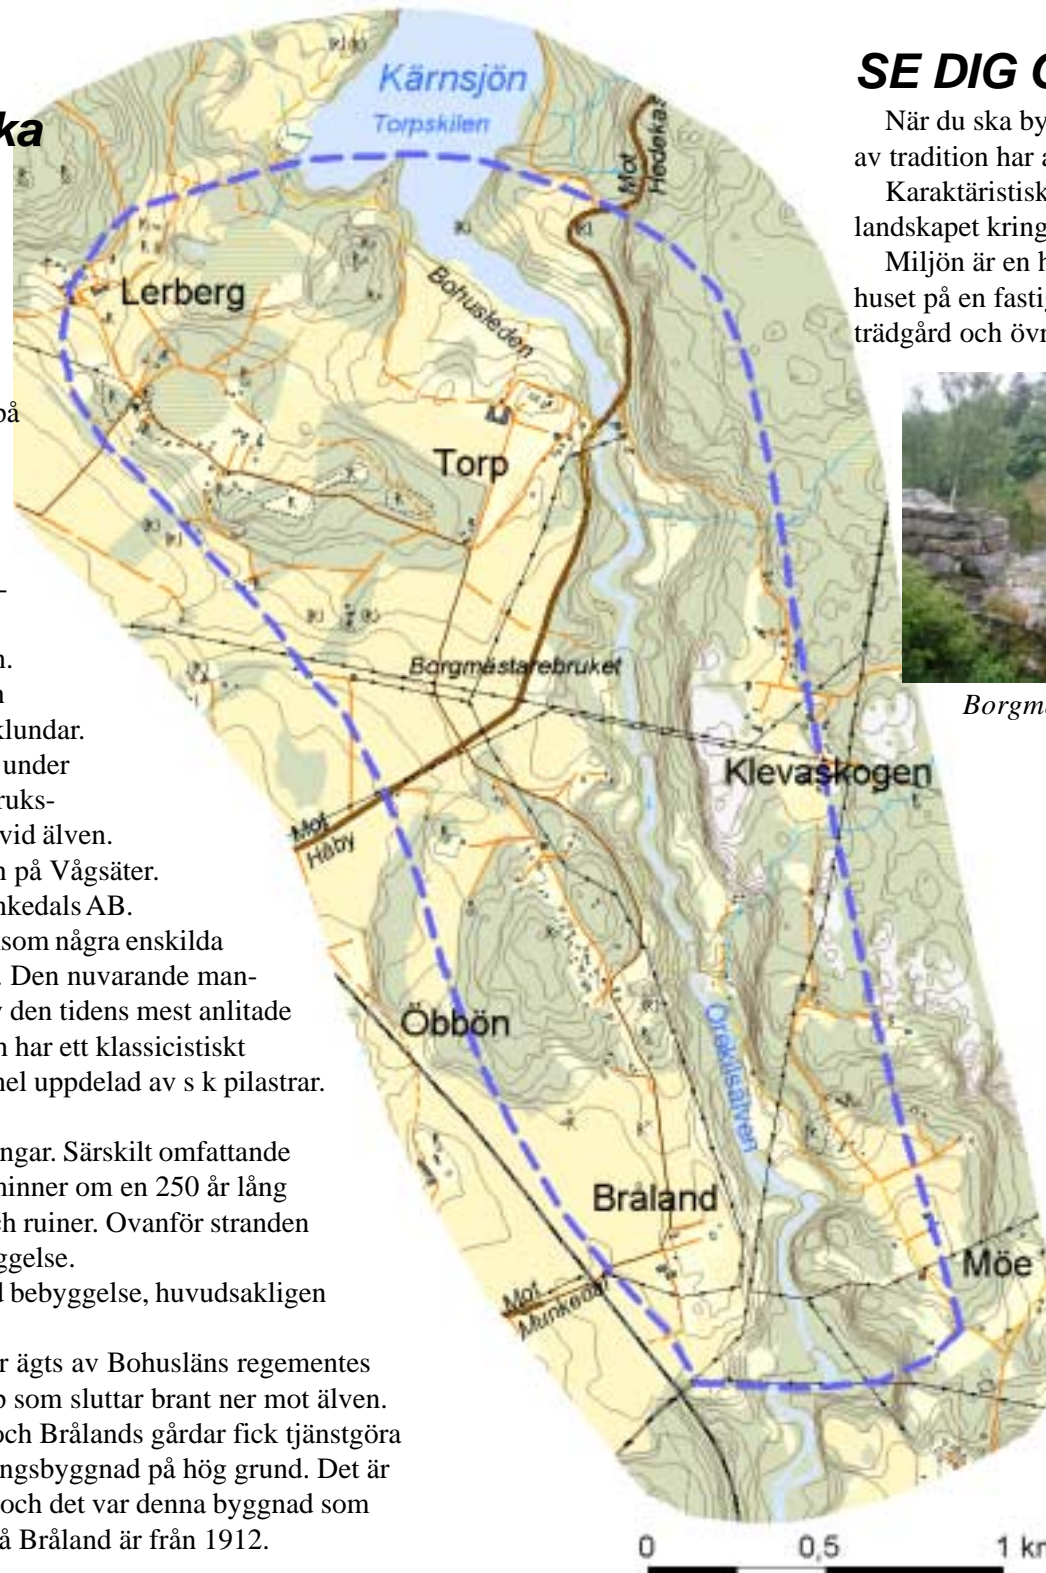 ka
på
-
n.
n
klundar.
under
ruks-
vid älven.
n på Vågsäter.
nkedals AB.
som några enskilda
. Den nuvarande man-
v den tidens mest anlitade
n har ett klassicistiskt
nel uppdelad av s k pilastrar.
ngar. Särskilt omfattande
minner om en 250 år lång
ch ruiner. Ovanför stranden
ggelse.
d bebyggelse, huvudsakligen
r ägts av Bohusläns regementes
p som sluttar brant ner mot älven.
och Brålands gårdar fick tjänstgöra
ngsbyggnad på hög grund. Det är
och det var denna byggnad som
å Bråland är från 1912.
Kärnsjön
Torpskilen
Mot
Hedekas
Lerberg
Bohusleden
Torp
Borgmästarebruket
Klevaskogen
Mot
Håby
Öbbön
Örekilsälven
Bråland
Möe
Mot
Munkedal
0 0,5 1 km
SE DIG O
När du ska by
av tradition har a
Karaktäristisk
landskapet kring
Miljön är en h
huset på en fastig
trädgård och övr
Borgmä